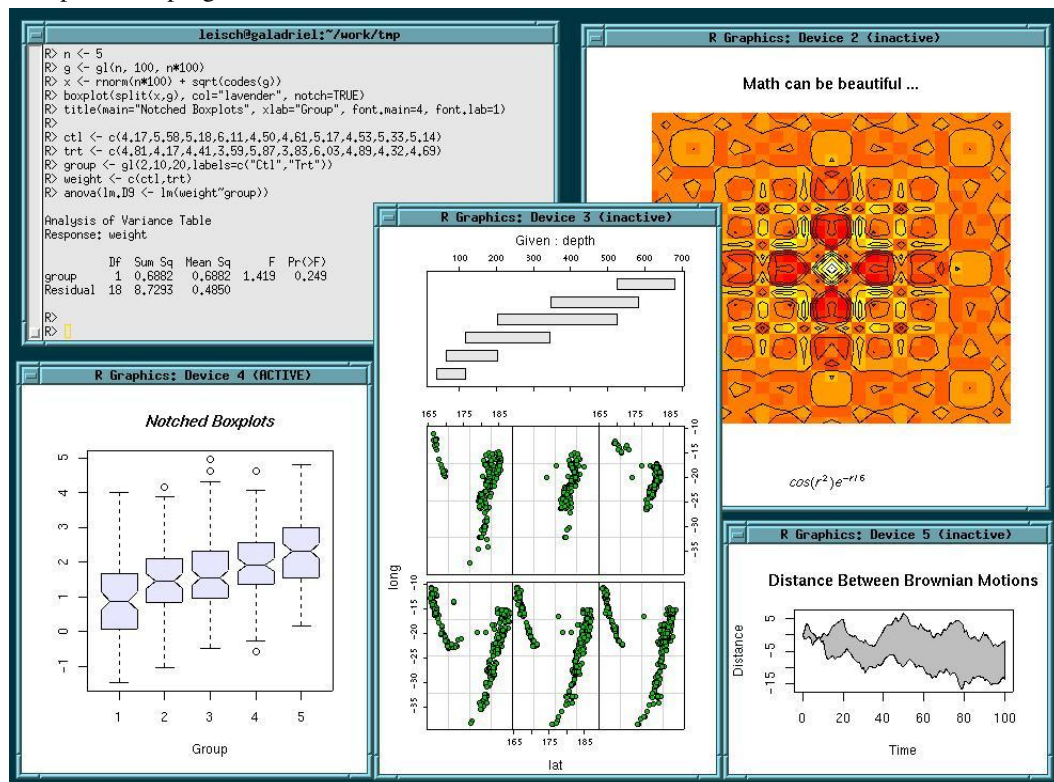 leisch@galadriel:~/work/tmp
R> n <- 5
R> g <- gl(n, 100, n*100)
R> x <- rnorm(n*100) + sqrt(codes(g))
R> boxplot(split(x,g), col="lavender", notch=TRUE)
R> title(main="Notched Boxplots", xlab="Group", font.main=4, font.lab=1)
R>
R> ctl <- c(4.17,5.58,5.18,6.11,4.50,4.61,5.17,4.53,5.33,5.14)
R> trt <- c(4.81,4.17,4.41,3.59,5.87,3.83,6.03,4.89,4.32,4.69)
R> group <- gl(2,10,20,labels=c("Ctl","Trt"))
R> weight <- c(ctl,trt)
R> anova(lm.D9 <- lm(weight~group))
Analysis of Variance Table
Response: weight
Df Sum Sq Mean Sq F Pr(>F)
group 1 0.6882 0.6882 1.419 0.249
Residual 18 8.7293 0.4850
R>
R>
R Graphics: Device 2 (inactive)
Math can be beautiful ...
cos(r²)e^{-r/6}
R Graphics: Device 3 (inactive)
Given : depth
100 200 300 400 500 600 700
165 175 185 165 175 185
-10
-15
-25
-35
-10
-15
-25
-35
long
165 175 185
lat
R Graphics: Device 4 (ACTIVE)
Notched Boxplots
5
4
3
2
1
0
-1
1 2 3 4 5
Group
R Graphics: Device 5 (inactive)
Distance Between Brownian Motions
Distance
5
-5
-15
0 20 40 60 80 100
Time